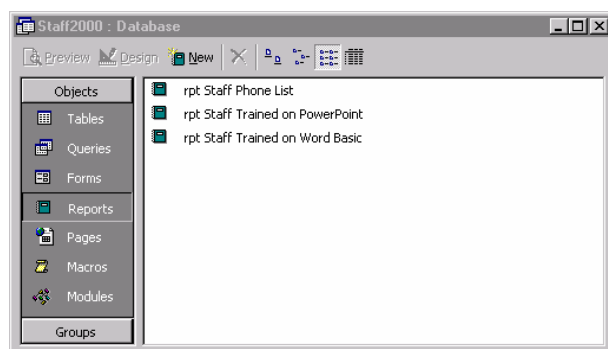 Staff2000 : Database
Preview Design New
Objects
Tables
Queries
Forms
Reports
Pages
Macros
Modules
Groups
rpt Staff Phone List
rpt Staff Trained on PowerPoint
rpt Staff Trained on Word Basic